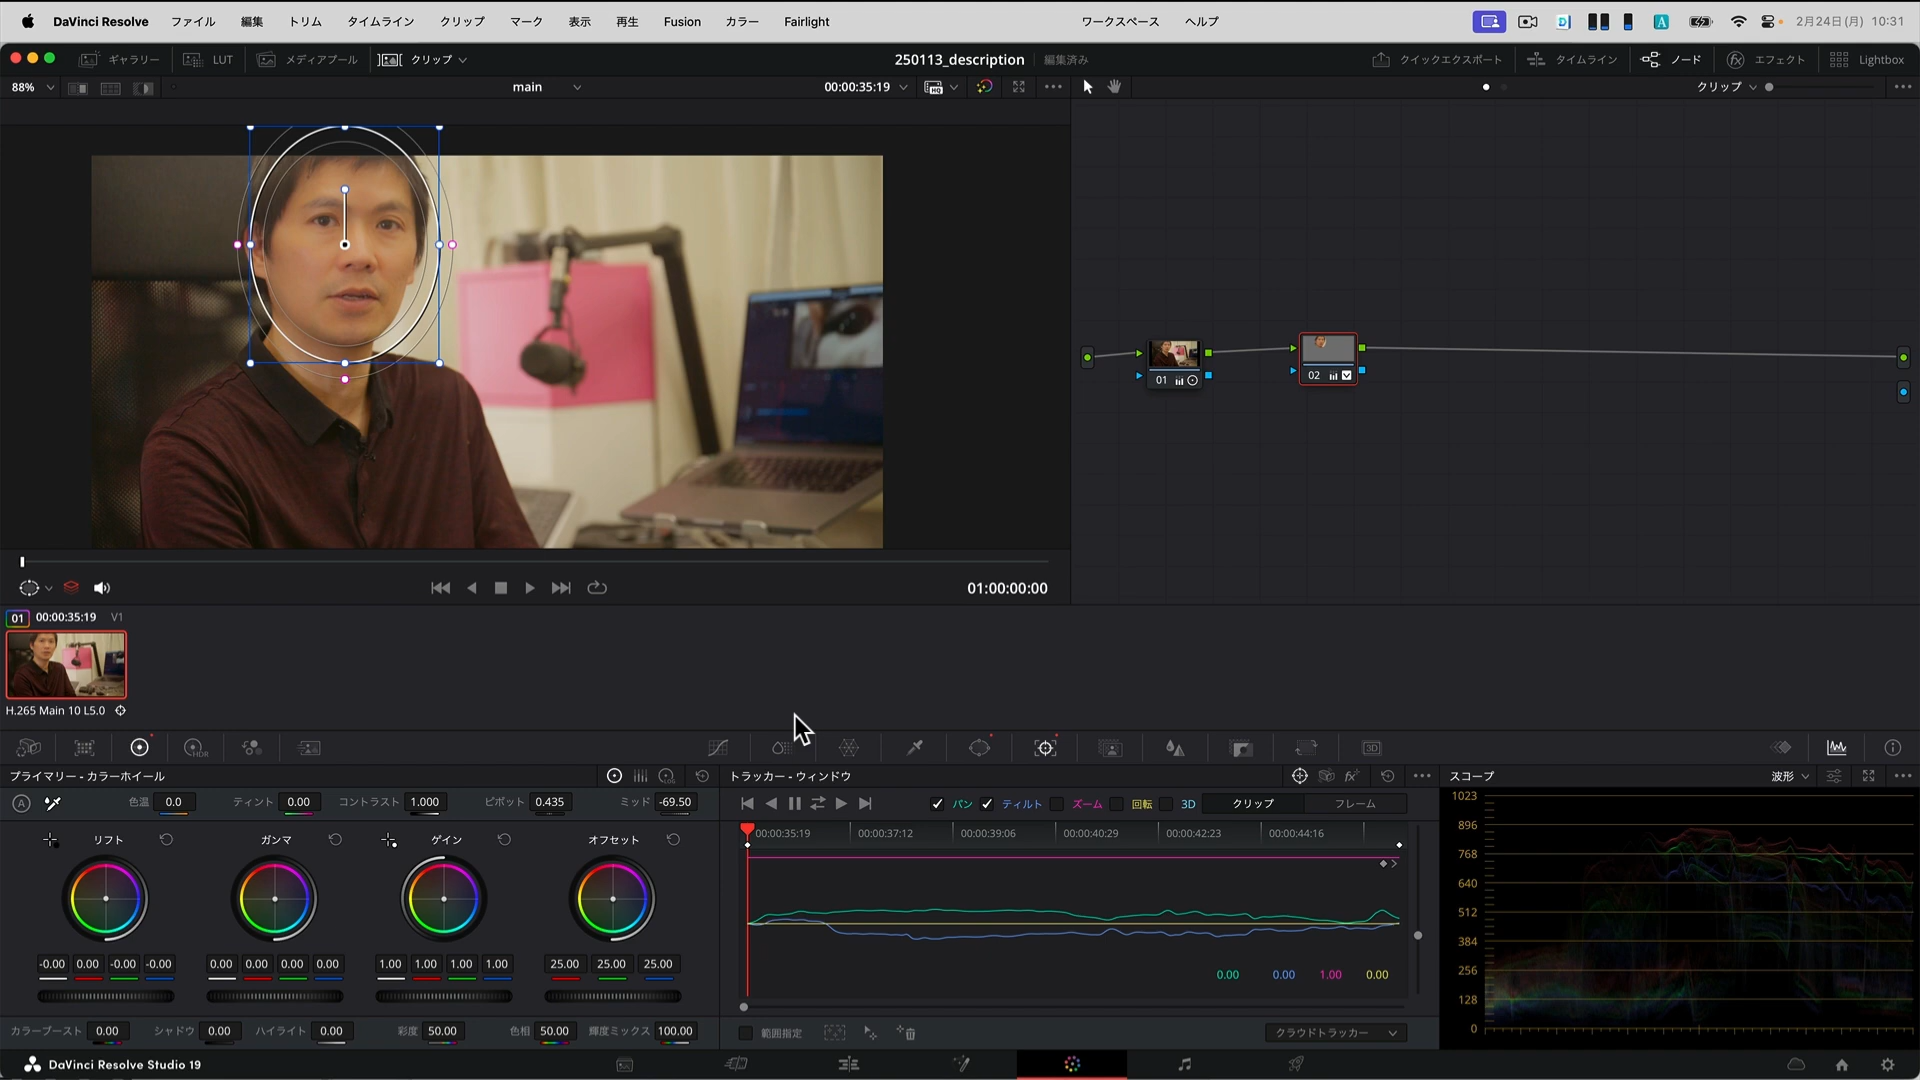 DaVinci Resolve ファイル 編集 トリム タイムライン クリップ マーク 表示 再生 Fusion カラー Fairlight ワークスペース ヘルプ A 2月24日(月) 10:31
ギャラリー LUT メディアプール クリップ 250113_description 編集済み クイックエクスポート タイムライン ノード エフェクト Lightbox
88% main 00:00:35:19 HQ クリップ
01
02
01:00:00:00
01 00:00:35:19 V1
H.265 Main 10 L5.0
HDR
3D
プライマリー - カラーホイール トラッカー - ウィンドウ スコープ 波形
A 色温 0.0 ティント 0.00 コントラスト 1.000 ピボット 0.435 ミッド -69.50
パン ティルト ズーム 回転 3D クリップ フレーム
リフト ガンマ ゲイン オフセット
00:00:35:19 00:00:37:12 00:00:39:06 00:00:40:29 00:00:42:23 00:00:44:16
-0.00 0.00 -0.00 -0.00 0.00 0.00 0.00 0.00 1.00 1.00 1.00 1.00 25.00 25.00 25.00
0.00 0.00 1.00 0.00
カラーブースト 0.00 シャドウ 0.00 ハイライト 0.00 彩度 50.00 色相 50.00 輝度ミックス 100.00
範囲指定 クラウドトラッカー
1023
896
768
640
512
384
256
128
0
DaVinci Resolve Studio 19